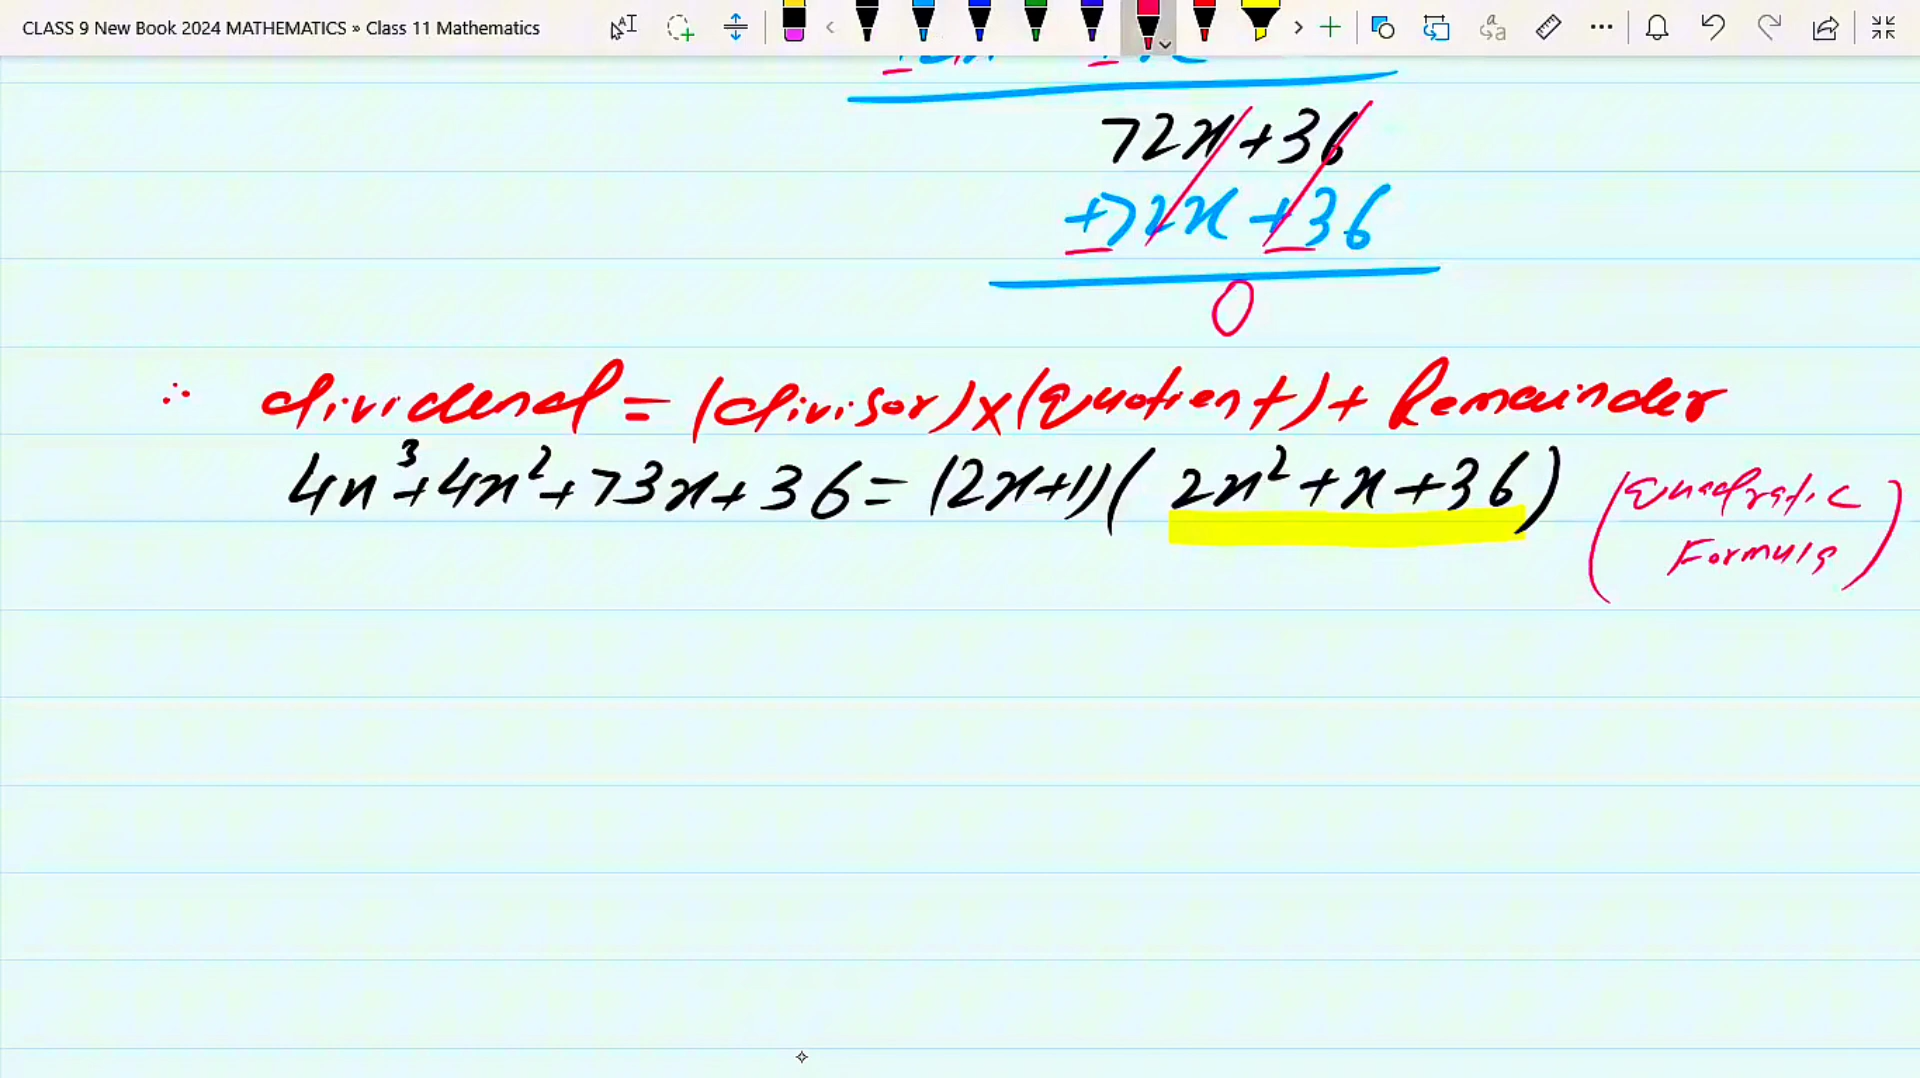 CLASS 9 New Book 2024 MATHEMATICS » Class 11 Mathematics
72x+36
+72x+36
0
∴ dividend = (divisor)×(Quotient)+Remainder
4x³+4x²+73x+36=(2x+1)(2x²+x+36) (Quadratic
Formula)